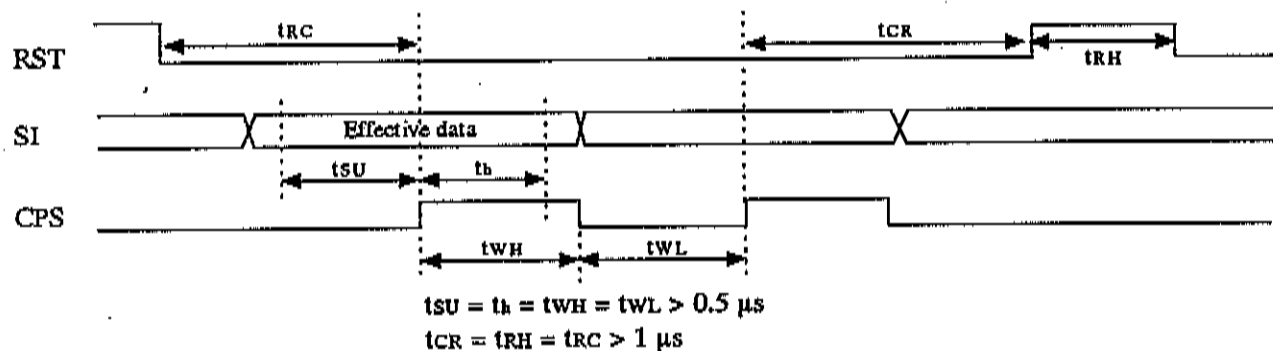 tRC
tCR
RST
tRH
SI
Effective data
tSU
th
CPS
tWH
tWL
tSU = th = tWH = tWL > 0.5 μs
tCR = tRH = tRC > 1 μs